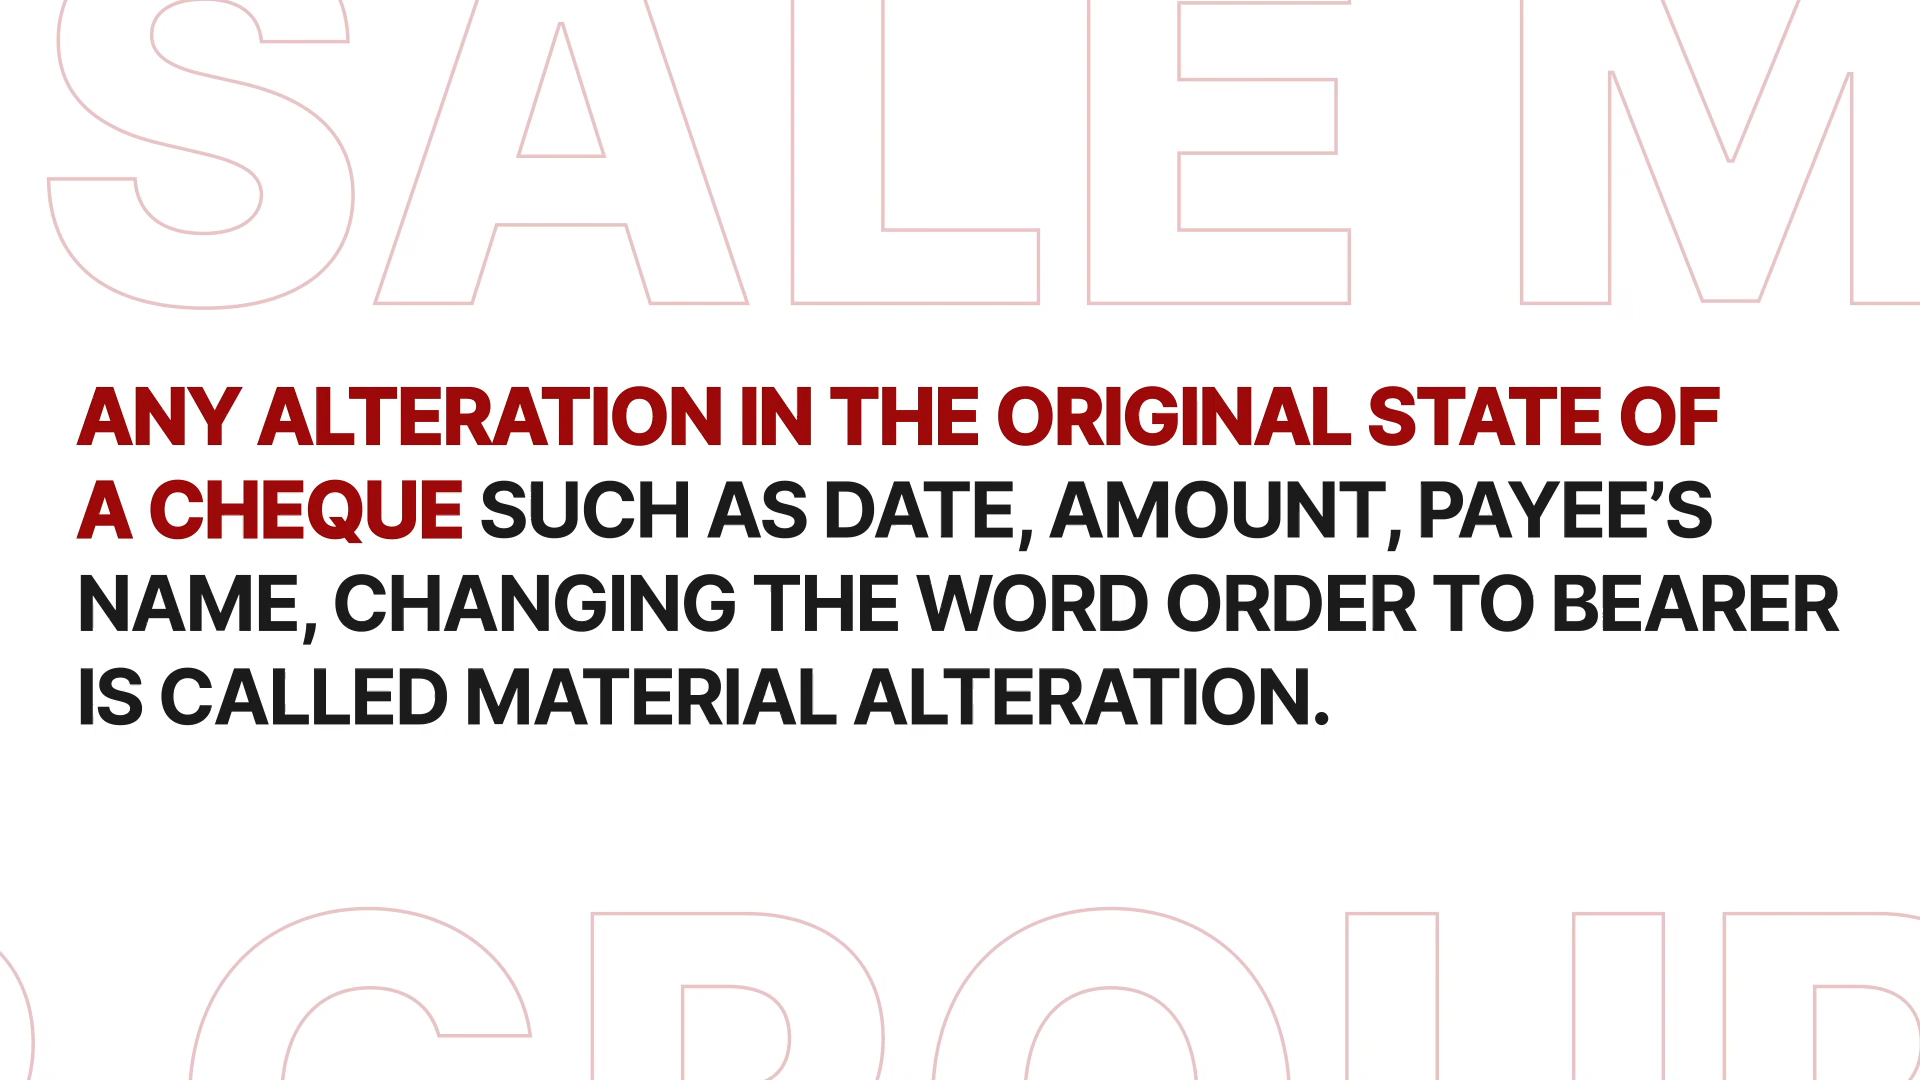 SALE M
ANY ALTERATION IN THE ORIGINAL STATE OF
A CHEQUE SUCH AS DATE, AMOUNT, PAYEE’S
NAME, CHANGING THE WORD ORDER TO BEARER
IS CALLED MATERIAL ALTERATION.
GROUP